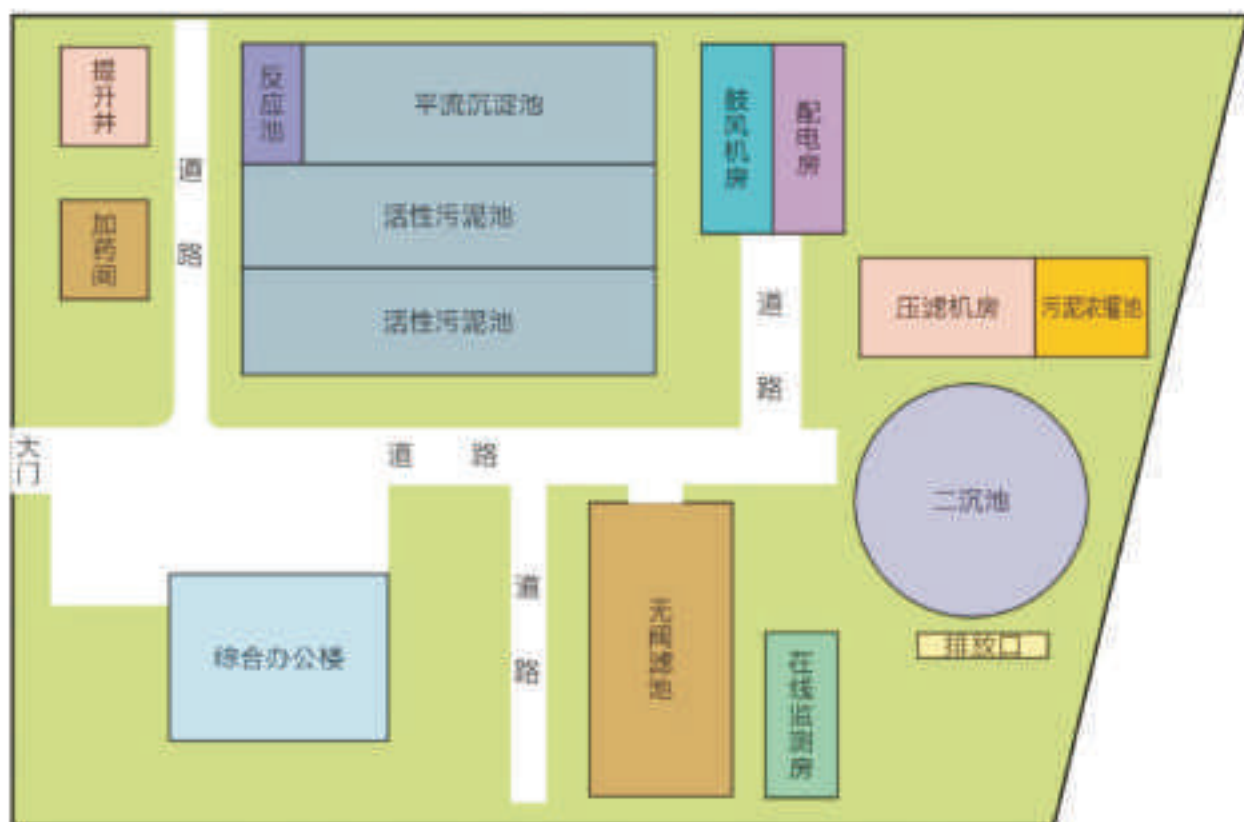 提升井
反应池
平流沉淀池
鼓风机房
配电房
道路
加药间
活性污泥池
活性污泥池
道路
压滤机房
污泥浓缩池
大门
道路
二沉池
道路
综合办公楼
无阀滤池
在线监测房
排放口